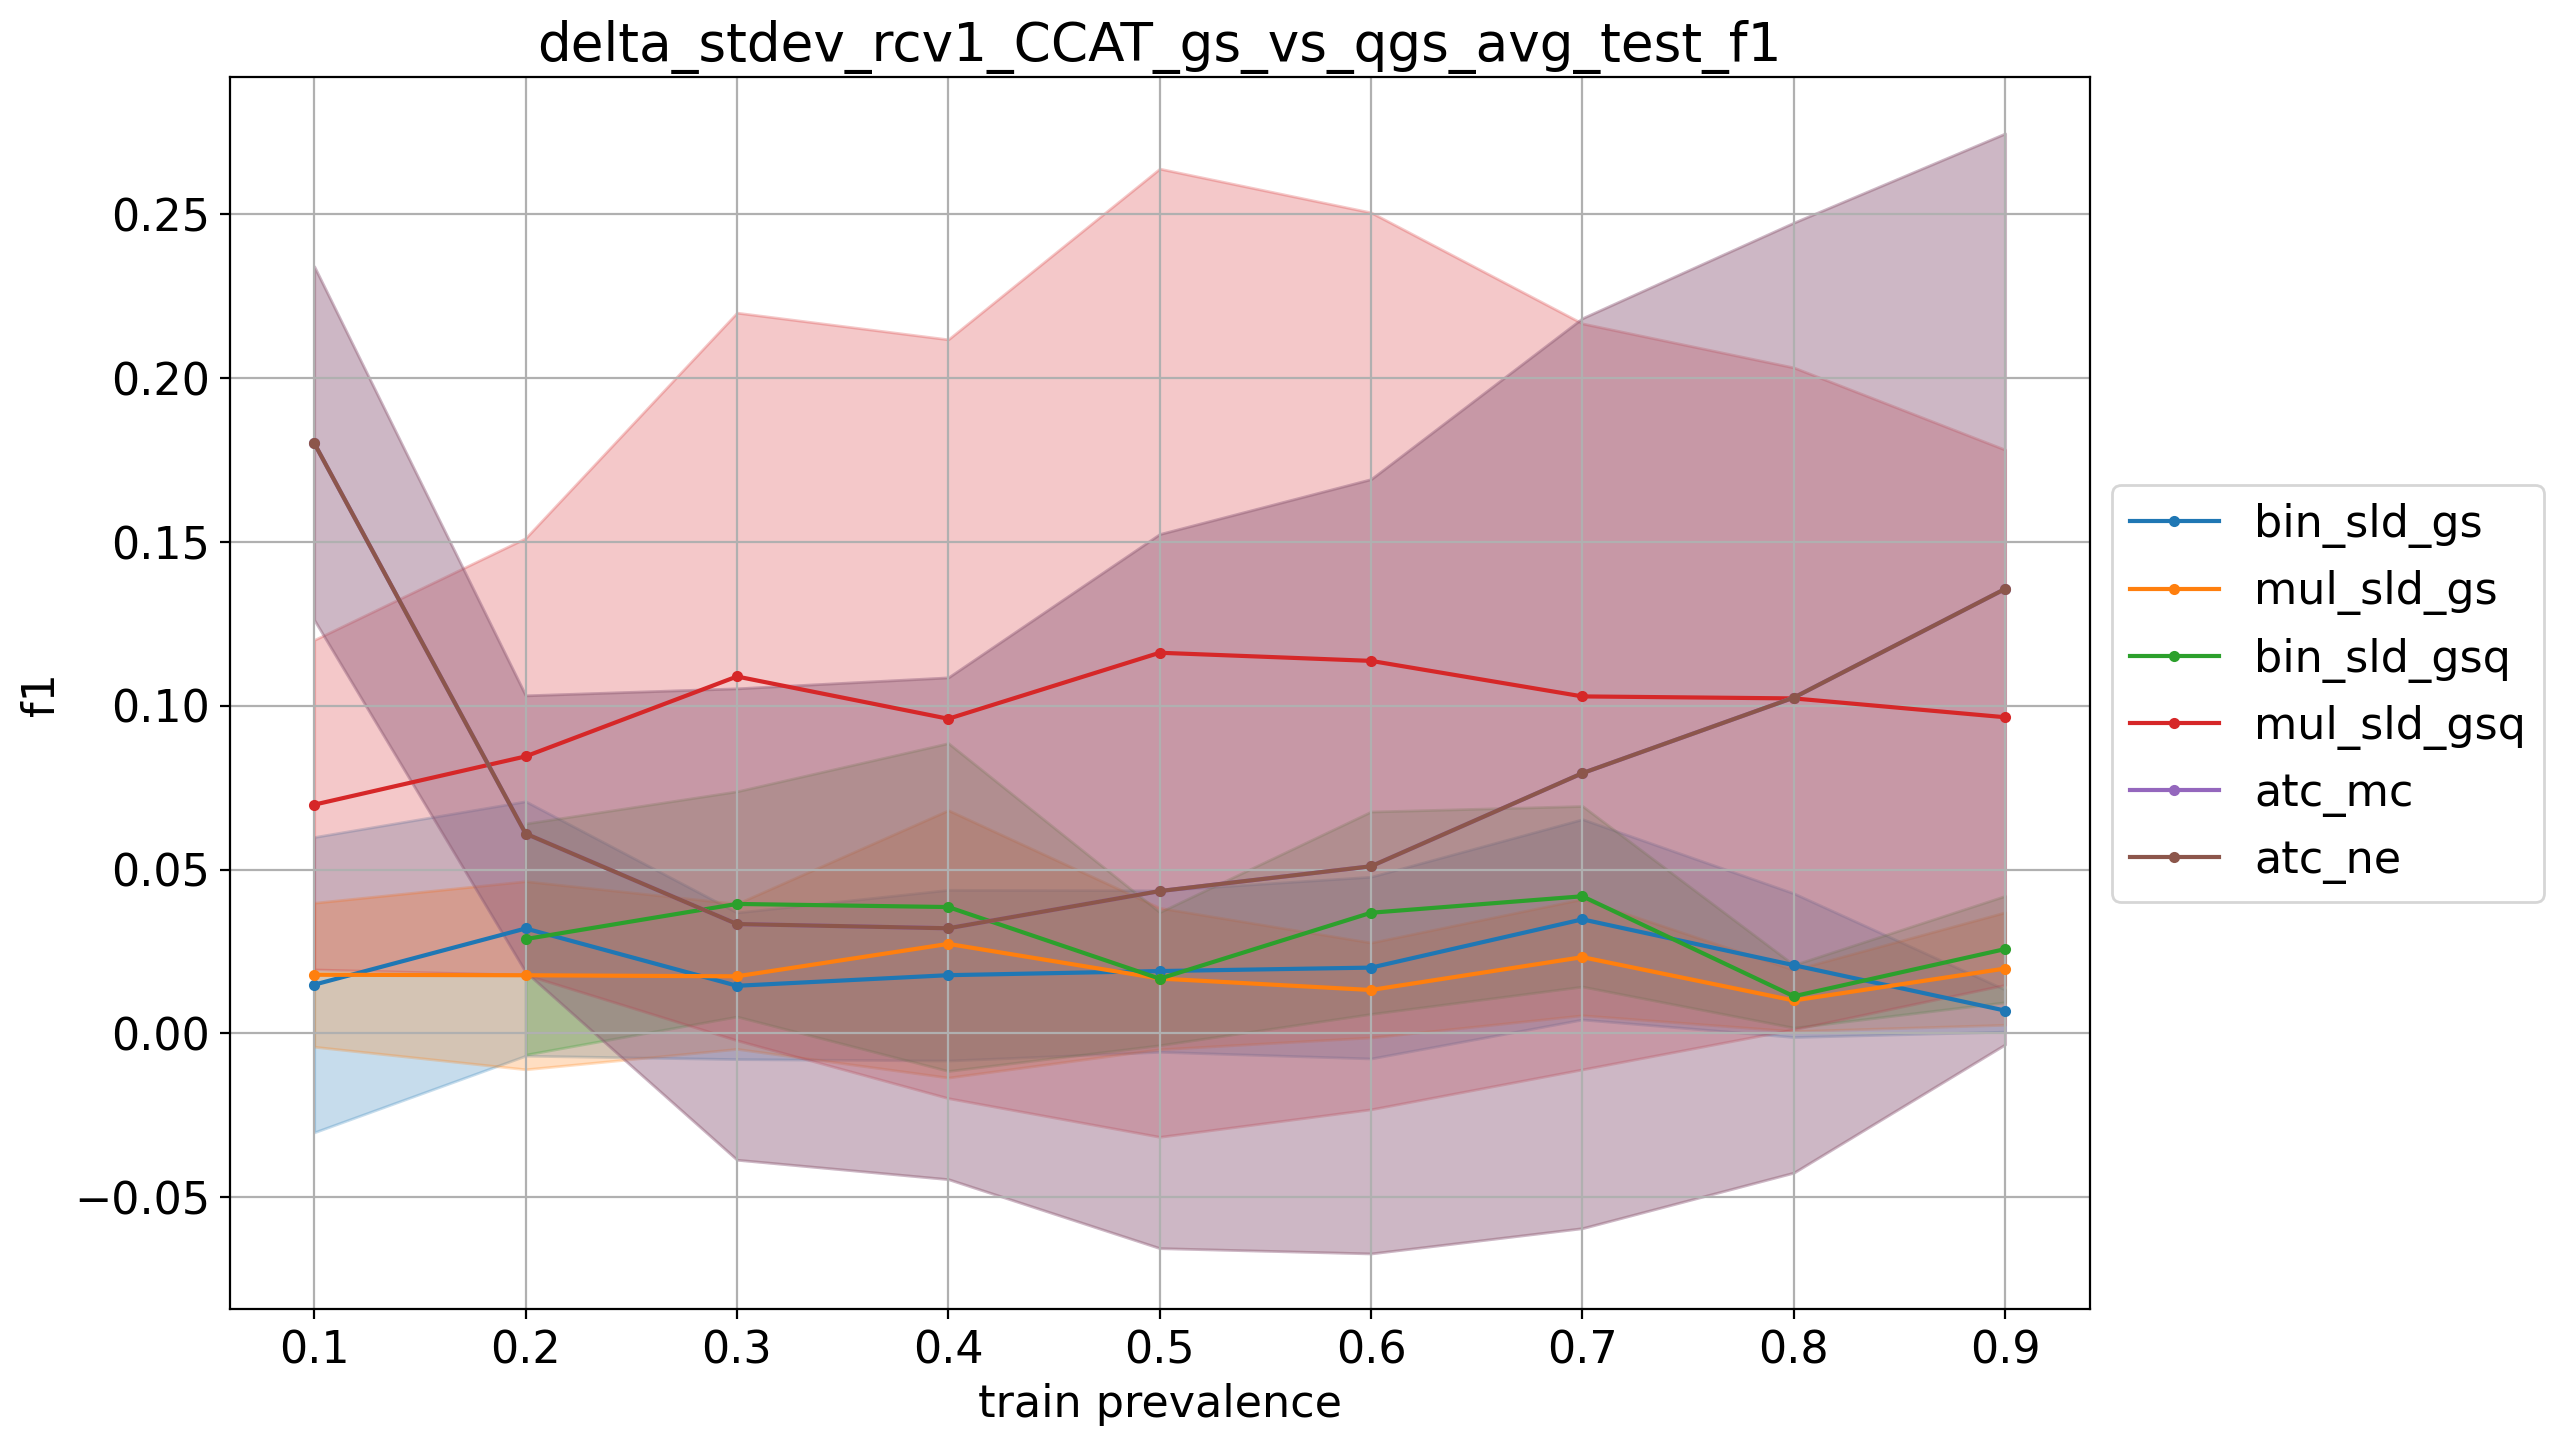 delta_stdev_rcv1_CCAT_gs_vs_qgs_avg_test_f1
f1
0.25
0.20
0.15
0.10
0.05
0.00
−0.05
0.1 0.2 0.3 0.4 0.5 0.6 0.7 0.8 0.9
train prevalence
bin_sld_gs
mul_sld_gs
bin_sld_gsq
mul_sld_gsq
atc_mc
atc_ne